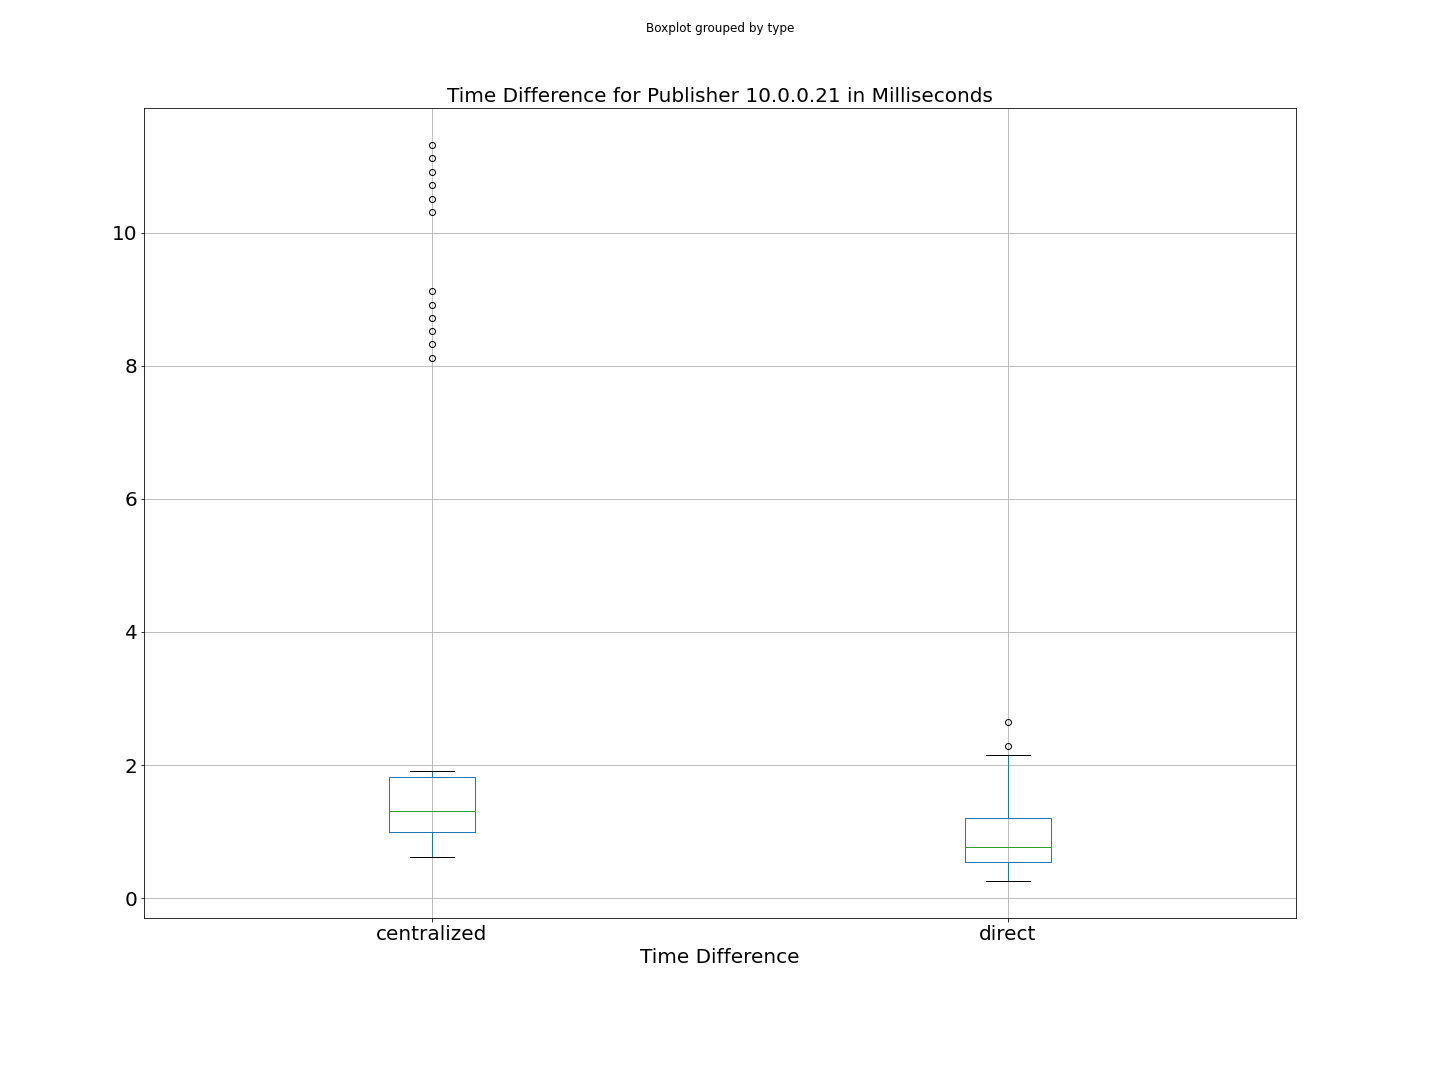 Boxplot grouped by type
Time Difference for Publisher 10.0.0.21 in Milliseconds
10
8
6
4
2
0
centralized direct
Time Difference